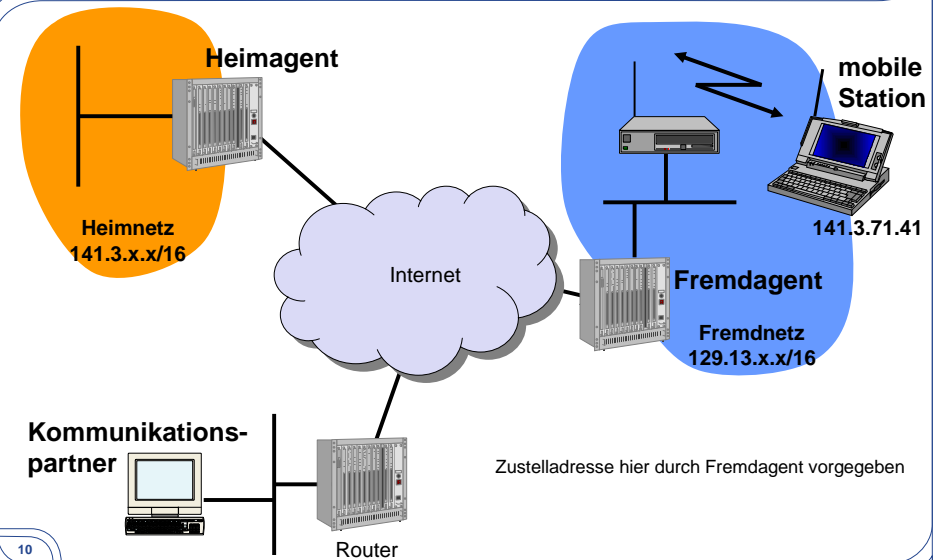 Heimagent
mobile
Station
Heimnetz
141.3.x.x/16
141.3.71.41
Internet
Fremdagent
Fremdnetz
129.13.x.x/16
Kommunikations-
partner
Zustelladresse hier durch Fremdagent vorgegeben
Router
10